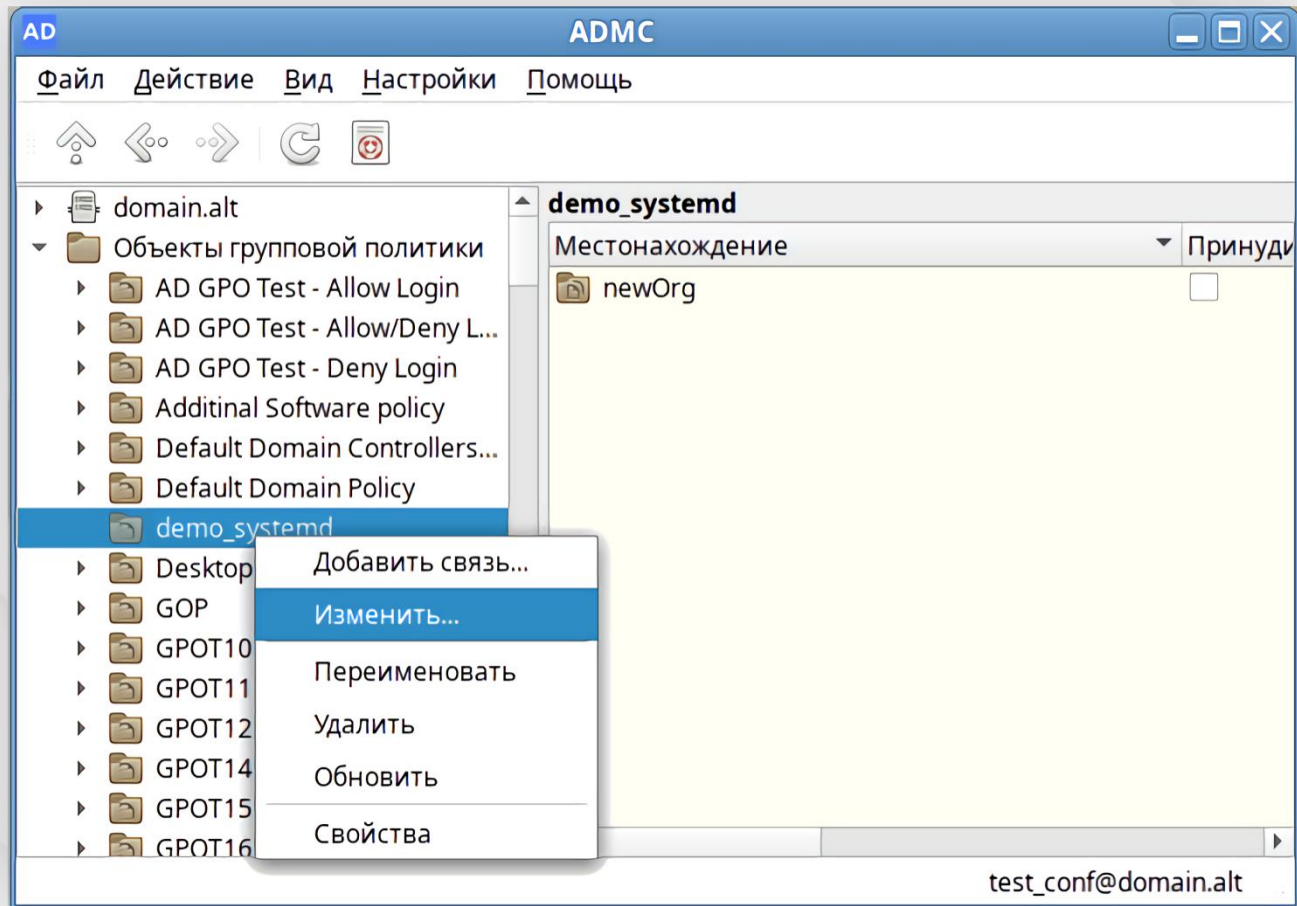 AD ADMC
Файл Действие Вид Настройки Помощь
domain.alt
Объекты групповой политики
AD GPO Test - Allow Login
AD GPO Test - Allow/Deny L...
AD GPO Test - Deny Login
Additinal Software policy
Default Domain Controllers...
Default Domain Policy
demo_systemd
Desktop
GOP
GPOT10
GPOT11
GPOT12
GPOT14
GPOT15
GPOT16
Добавить связь...
Изменить...
Переименовать
Удалить
Обновить
Свойства
demo_systemd
Местонахождение Принуди
newOrg
test_conf@domain.alt